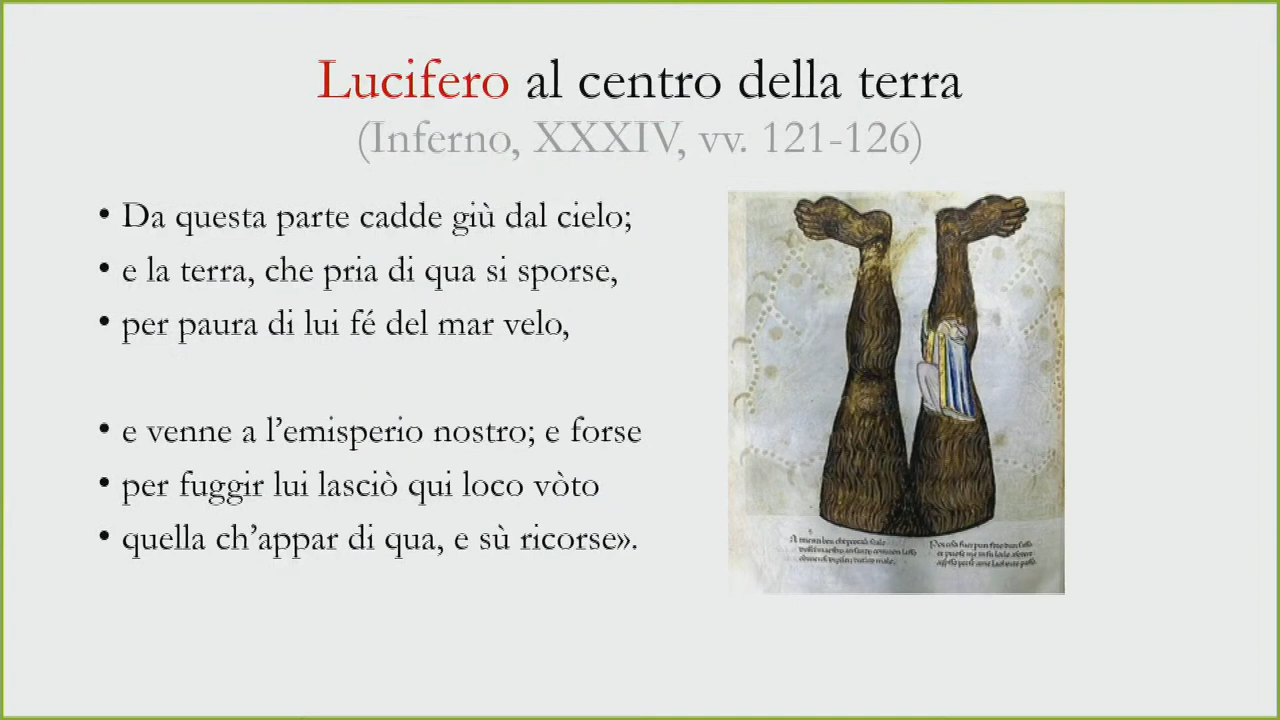 Lucifero al centro della terra
(Inferno, XXXIV, vv. 121-126)
• Da questa parte cadde giù dal cielo;
• e la terra, che pria di qua si sporse,
• per paura di lui fé del mar velo,
• e venne a l’emisperio nostro; e forse
• per fuggir lui lasciò qui loco vòto
• quella ch’appar di qua, e sù ricorse».